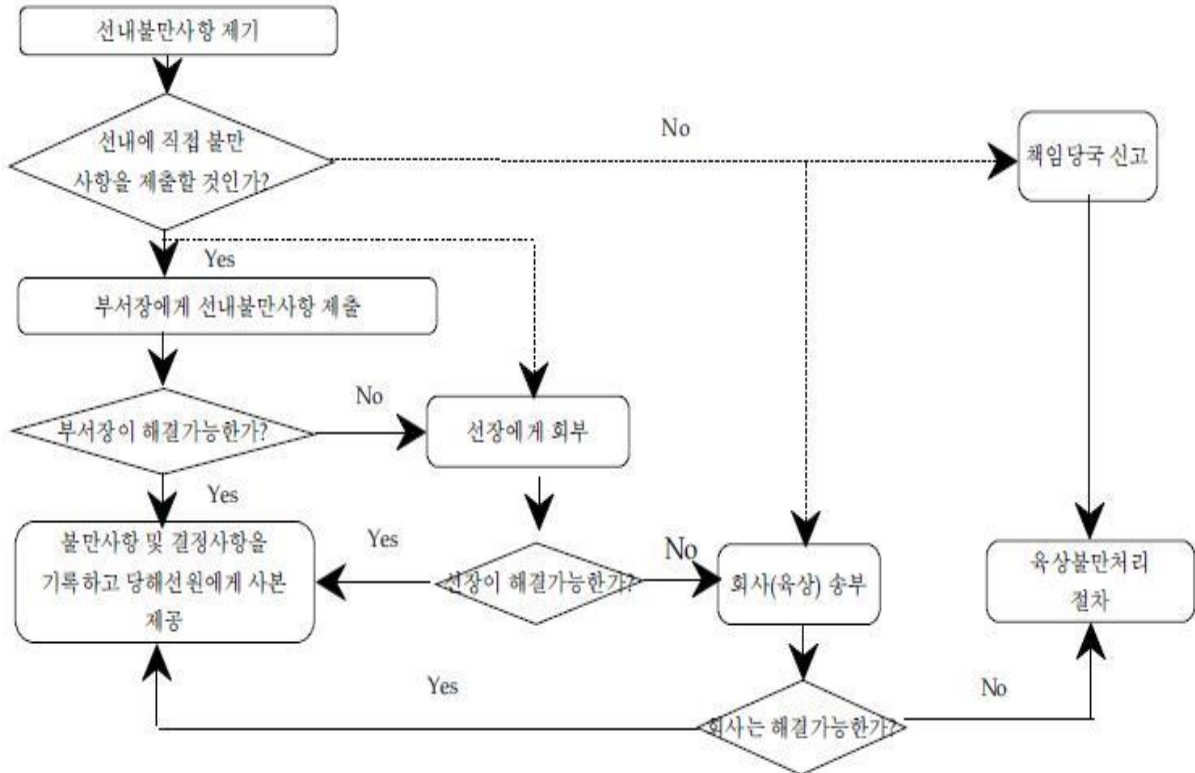 선내불만사항 제기
선내에 직접 불만
사항을 제출할 것인가?
No
책임당국 신고
Yes
부서장에게 선내불만사항 제출
부서장이 해결가능한가?
No
선장에게 회부
Yes
불만사항 및 결정사항을
기록하고 당해선원에게 사본
제공
Yes
선장이 해결가능한가?
No
회사(육상) 송부
육상불만처리
절차
Yes
회사는 해결가능한가?
No